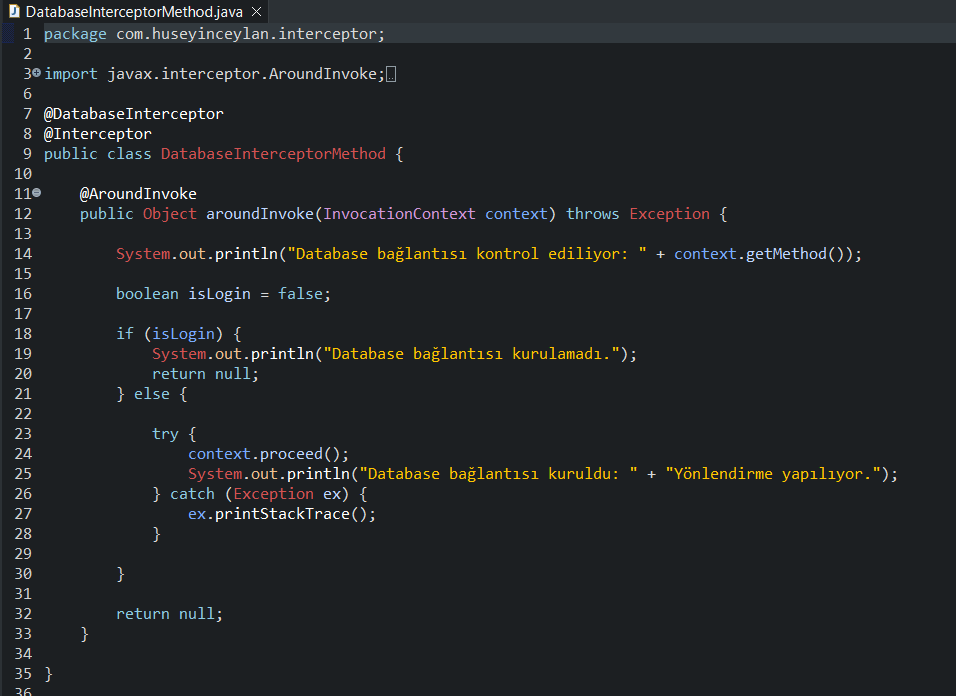 DatabaseInterceptorMethod.java
1 package com.huseyinceylan.interceptor;
2
3 import javax.interceptor.AroundInvoke;
6
7 @DatabaseInterceptor
8 @Interceptor
9 public class DatabaseInterceptorMethod {
10
11 @AroundInvoke
12 public Object aroundInvoke(InvocationContext context) throws Exception {
13
14 System.out.println("Database bağlantısı kontrol ediliyor: " + context.getMethod());
15
16 boolean isLogin = false;
17
18 if (isLogin) {
19 System.out.println("Database bağlantısı kurulamadı.");
20 return null;
21 } else {
22
23 try {
24 context.proceed();
25 System.out.println("Database bağlantısı kuruldu: " + "Yönlendirme yapılıyor.");
26 } catch (Exception ex) {
27 ex.printStackTrace();
28 }
29
30 }
31
32 return null;
33 }
34
35 }
36